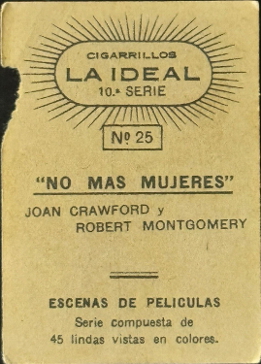 CIGARRILLOS
LA IDEAL
10.ª SERIE
Nº 25
"NO MAS MUJERES"
JOAN CRAWFORD y
ROBERT MONTGOMERY
ESCENAS DE PELICULAS
Serie compuesta de
45 lindas vistas en colores.